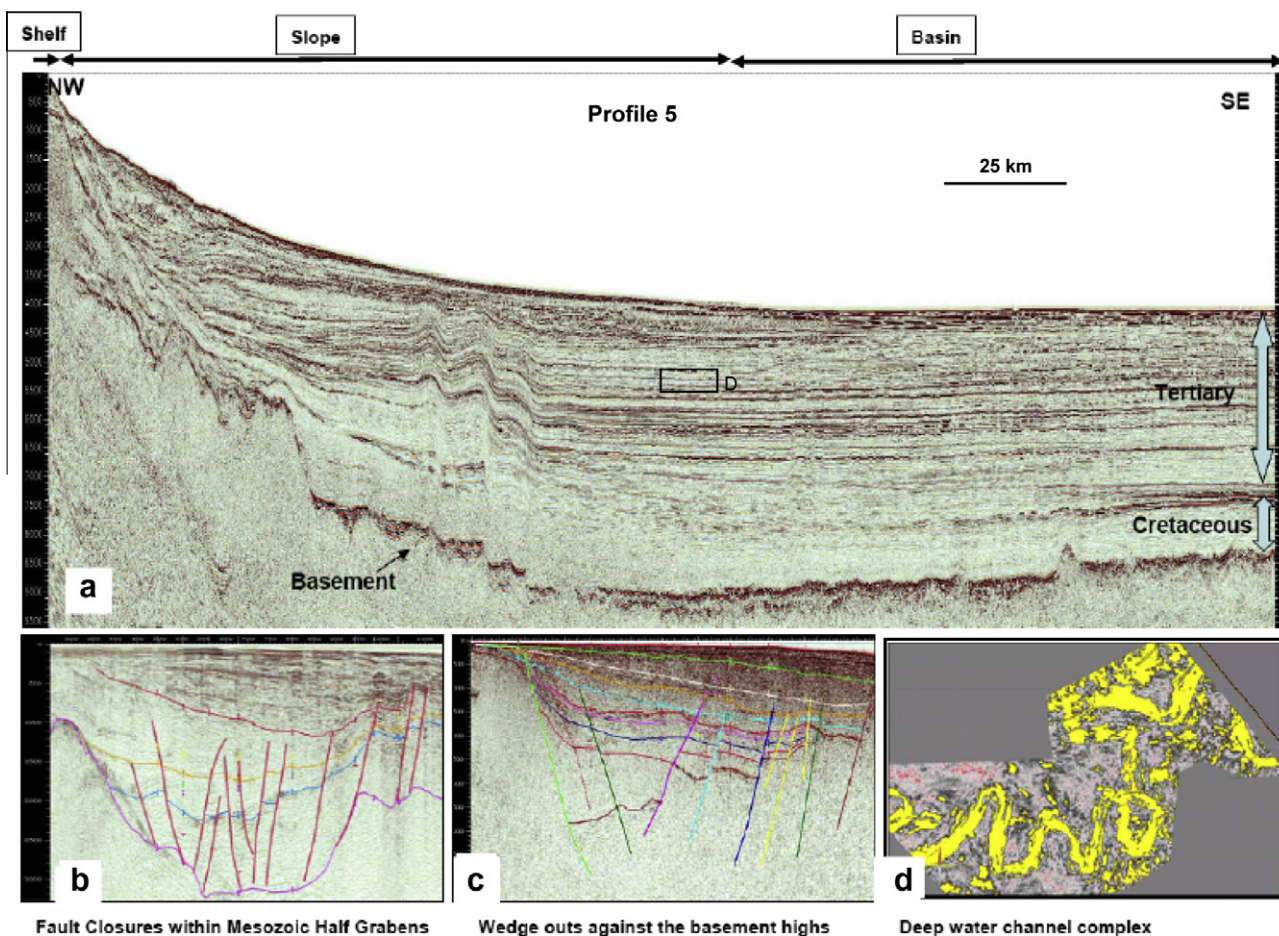 Shelf
Slope
Basin
NW
Profile 5
SE
25 km
D
Tertiary
Cretaceous
Basement
a
b
c
d
Fault Closures within Mesozoic Half Grabens
Wedge outs against the basement highs
Deep water channel complex